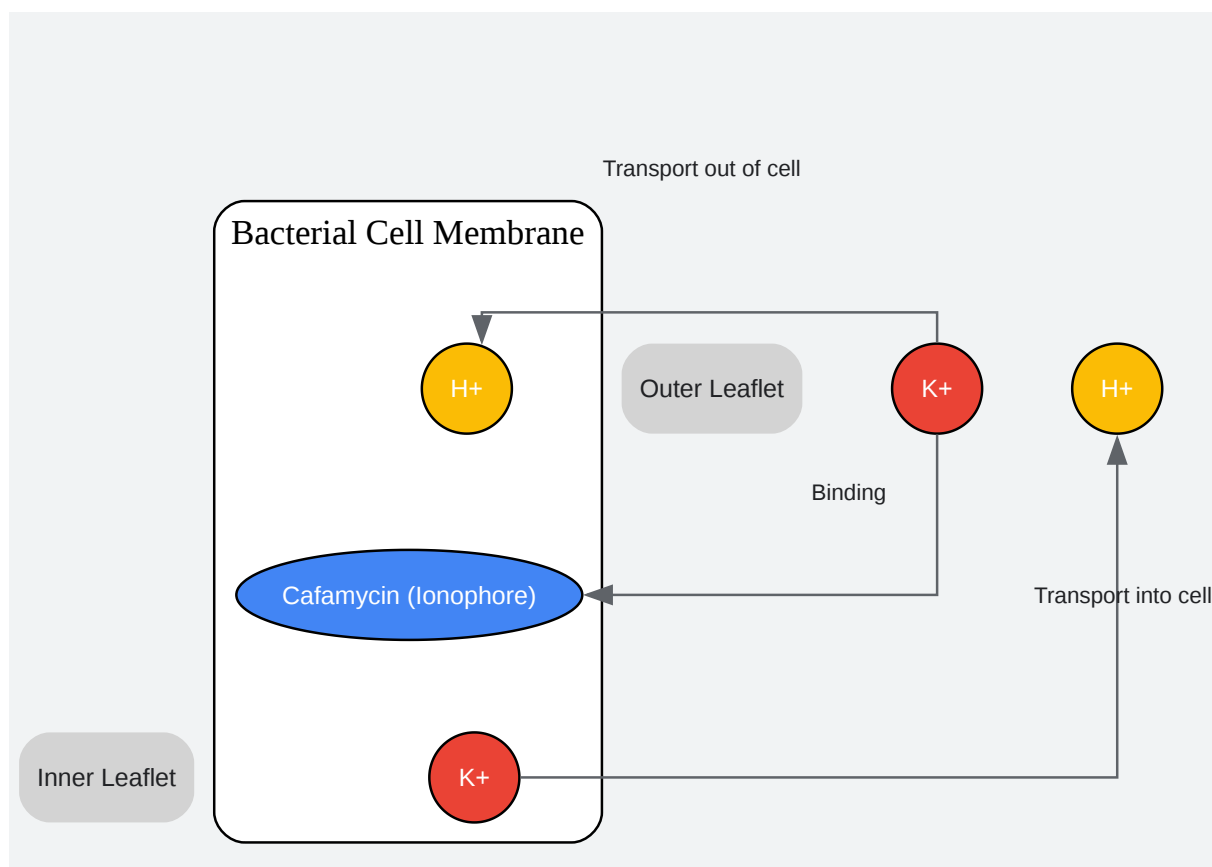 Transport out of cell
Bacterial Cell Membrane
H+
Outer Leaflet
K+
H+
Binding
Cafamycin (Ionophore)
Transport into cell
Inner Leaflet
K+